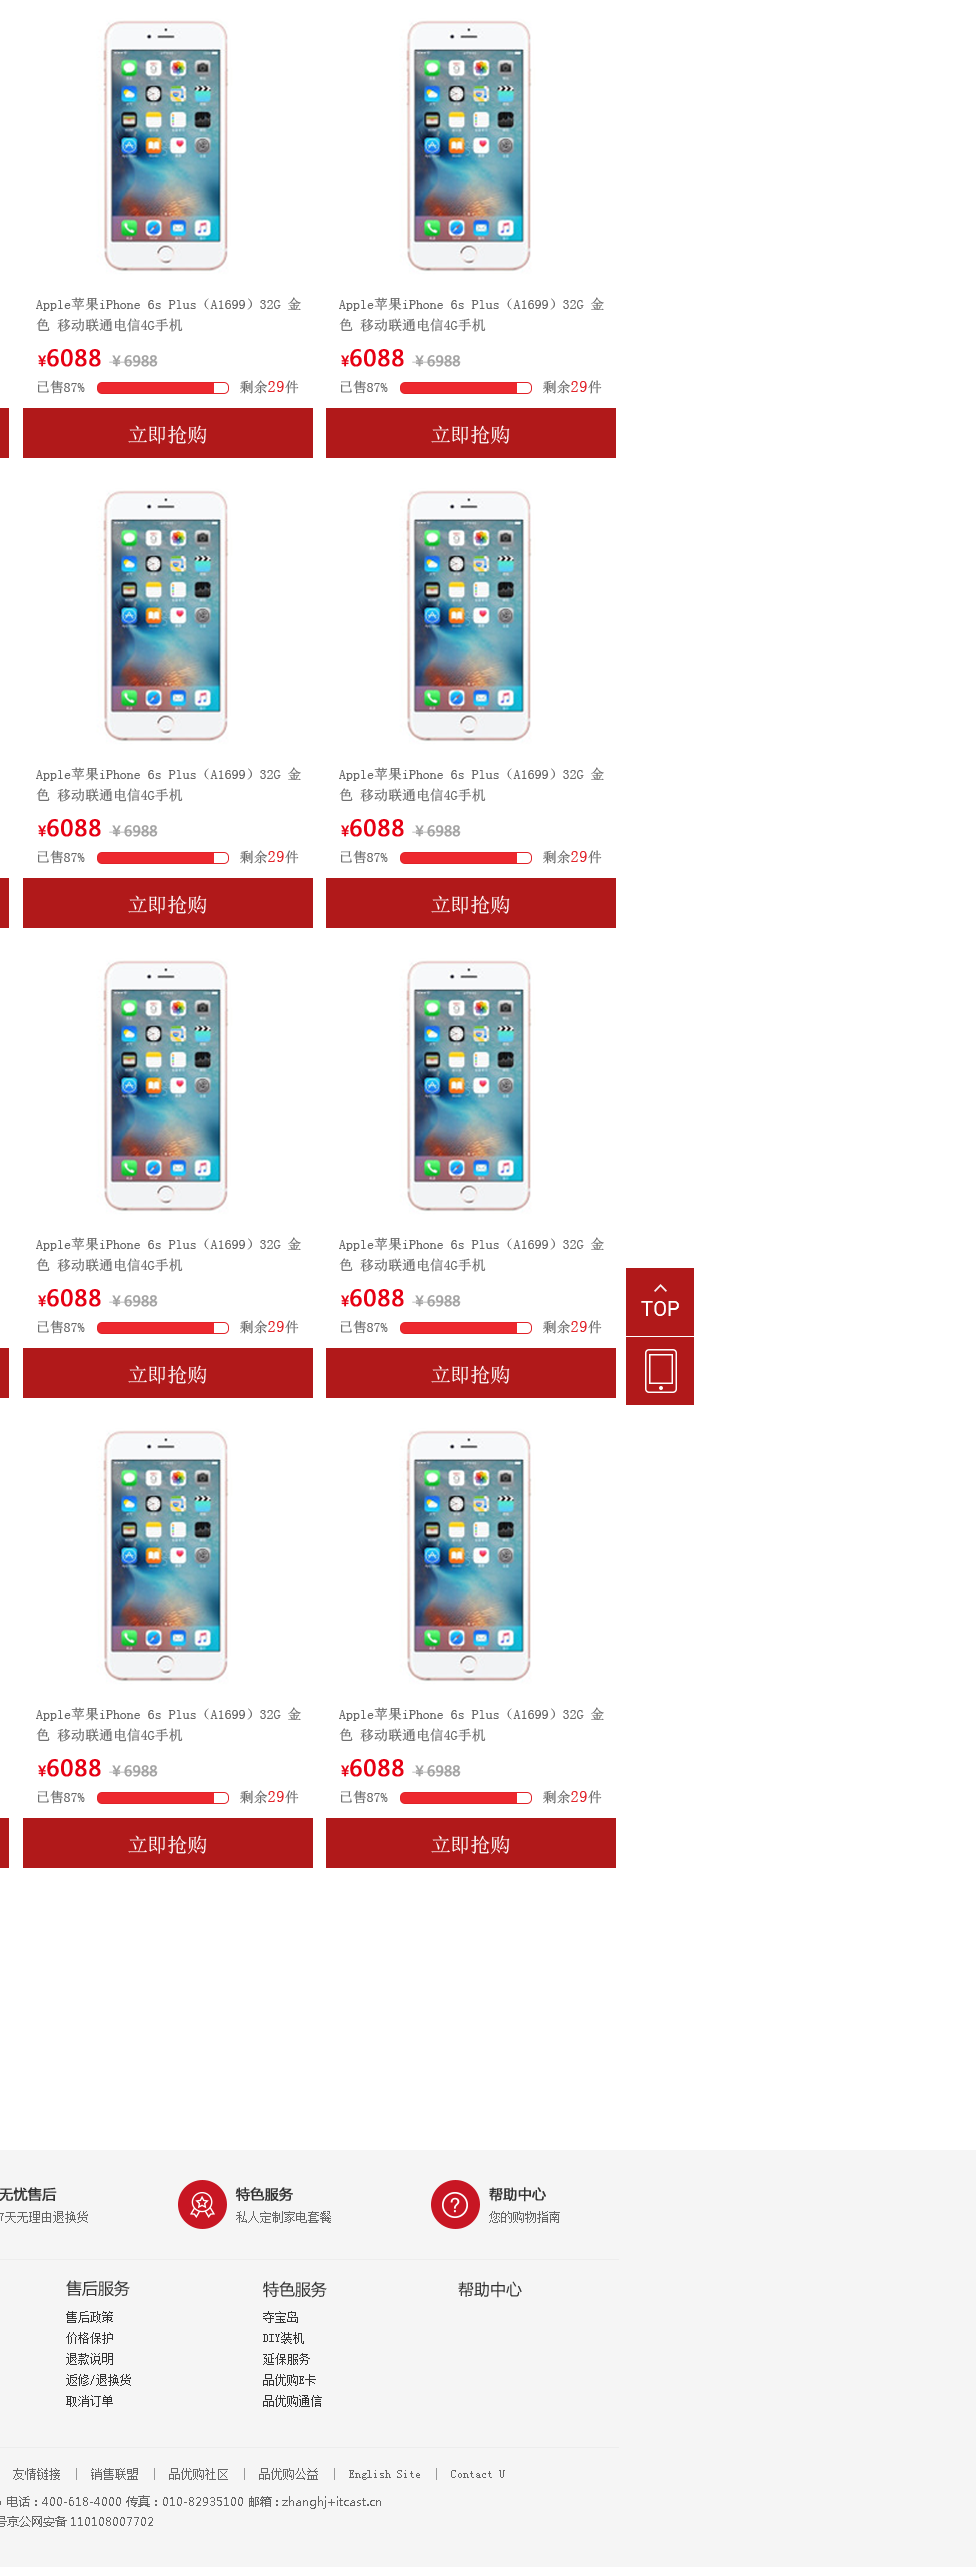 Apple苹果iPhone 6s Plus（A1699）32G 金
色 移动联通电信4G手机
¥6088 ¥6988
已售87% 剩余29件
立即抢购
Apple苹果iPhone 6s Plus（A1699）32G 金
色 移动联通电信4G手机
¥6088 ¥6988
已售87% 剩余29件
立即抢购
Apple苹果iPhone 6s Plus（A1699）32G 金
色 移动联通电信4G手机
¥6088 ¥6988
已售87% 剩余29件
立即抢购
Apple苹果iPhone 6s Plus（A1699）32G 金
色 移动联通电信4G手机
¥6088 ¥6988
已售87% 剩余29件
立即抢购
Apple苹果iPhone 6s Plus（A1699）32G 金
色 移动联通电信4G手机
¥6088 ¥6988
已售87% 剩余29件
立即抢购
Apple苹果iPhone 6s Plus（A1699）32G 金
色 移动联通电信4G手机
¥6088 ¥6988
已售87% 剩余29件
立即抢购
TOP
Apple苹果iPhone 6s Plus（A1699）32G 金
色 移动联通电信4G手机
¥6088 ¥6988
已售87% 剩余29件
立即抢购
Apple苹果iPhone 6s Plus（A1699）32G 金
色 移动联通电信4G手机
¥6088 ¥6988
已售87% 剩余29件
立即抢购
无忧售后
7天无理由退换货
特色服务
私人定制家电套餐
帮助中心
您的购物指南
售后服务
售后政策
价格保护
退款说明
返修/退换货
取消订单
特色服务
夺宝岛
DIY装机
延保服务
品优购E卡
品优购通信
帮助中心
友情链接 | 销售联盟 | 品优购社区 | 品优购公益 | English Site | Contact U
电话：400-618-4000 传真：010-82935100 邮箱：zhanghj+itcast.cn
号京公网安备110108007702